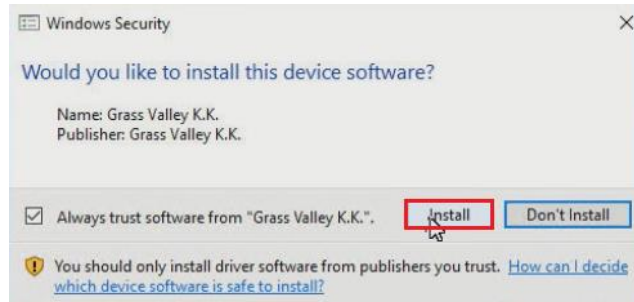 Windows Security
Would you like to install this device software?
Name: Grass Valley K.K.
Publisher: Grass Valley K.K.
Always trust software from "Grass Valley K.K.". Install Don't Install
You should only install driver software from publishers you trust. How can I decide
which device software is safe to install?